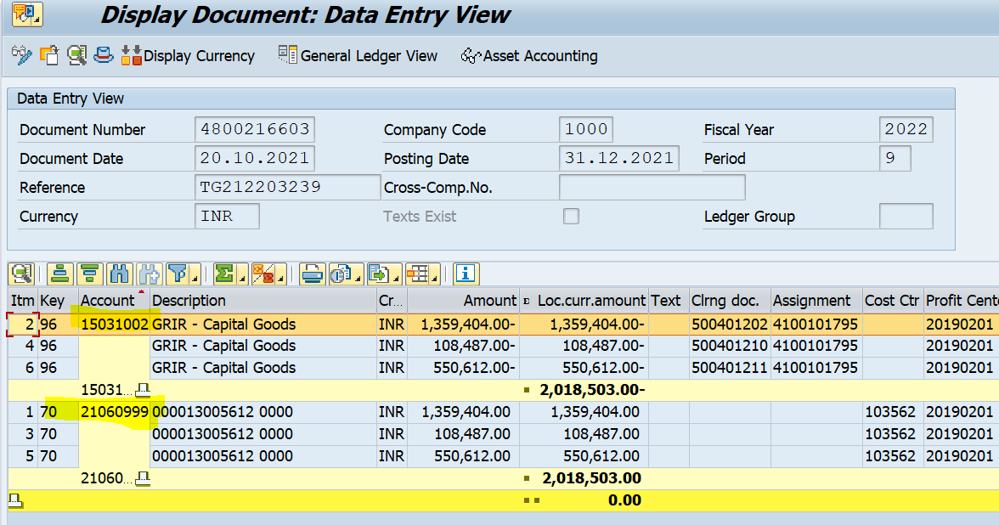 Display Document: Data Entry View
Display Currency General Ledger View Asset Accounting
Data Entry View
Document Number 4800216603 Company Code 1000 Fiscal Year 2022
Document Date 20.10.2021 Posting Date 31.12.2021 Period 9
Reference TG212203239 Cross-Comp.No.
Currency INR Texts Exist Ledger Group
Itm Key Account Description Cr... Amount Σ Loc.curr.amount Text Clrng doc. Assignment Cost Ctr Profit Cente
2 96 15031002 GRIR - Capital Goods INR 1,359,404.00- 1,359,404.00- 500401202 4100101795 20190201
4 96 GRIR - Capital Goods INR 108,487.00- 108,487.00- 500401210 4100101795 20190201
6 96 GRIR - Capital Goods INR 550,612.00- 550,612.00- 500401211 4100101795 20190201
15031... 2,018,503.00-
1 70 21060999 000013005612 0000 INR 1,359,404.00 1,359,404.00 103562 20190201
3 70 000013005612 0000 INR 108,487.00 108,487.00 103562 20190201
5 70 000013005612 0000 INR 550,612.00 550,612.00 103562 20190201
21060... 2,018,503.00
0.00